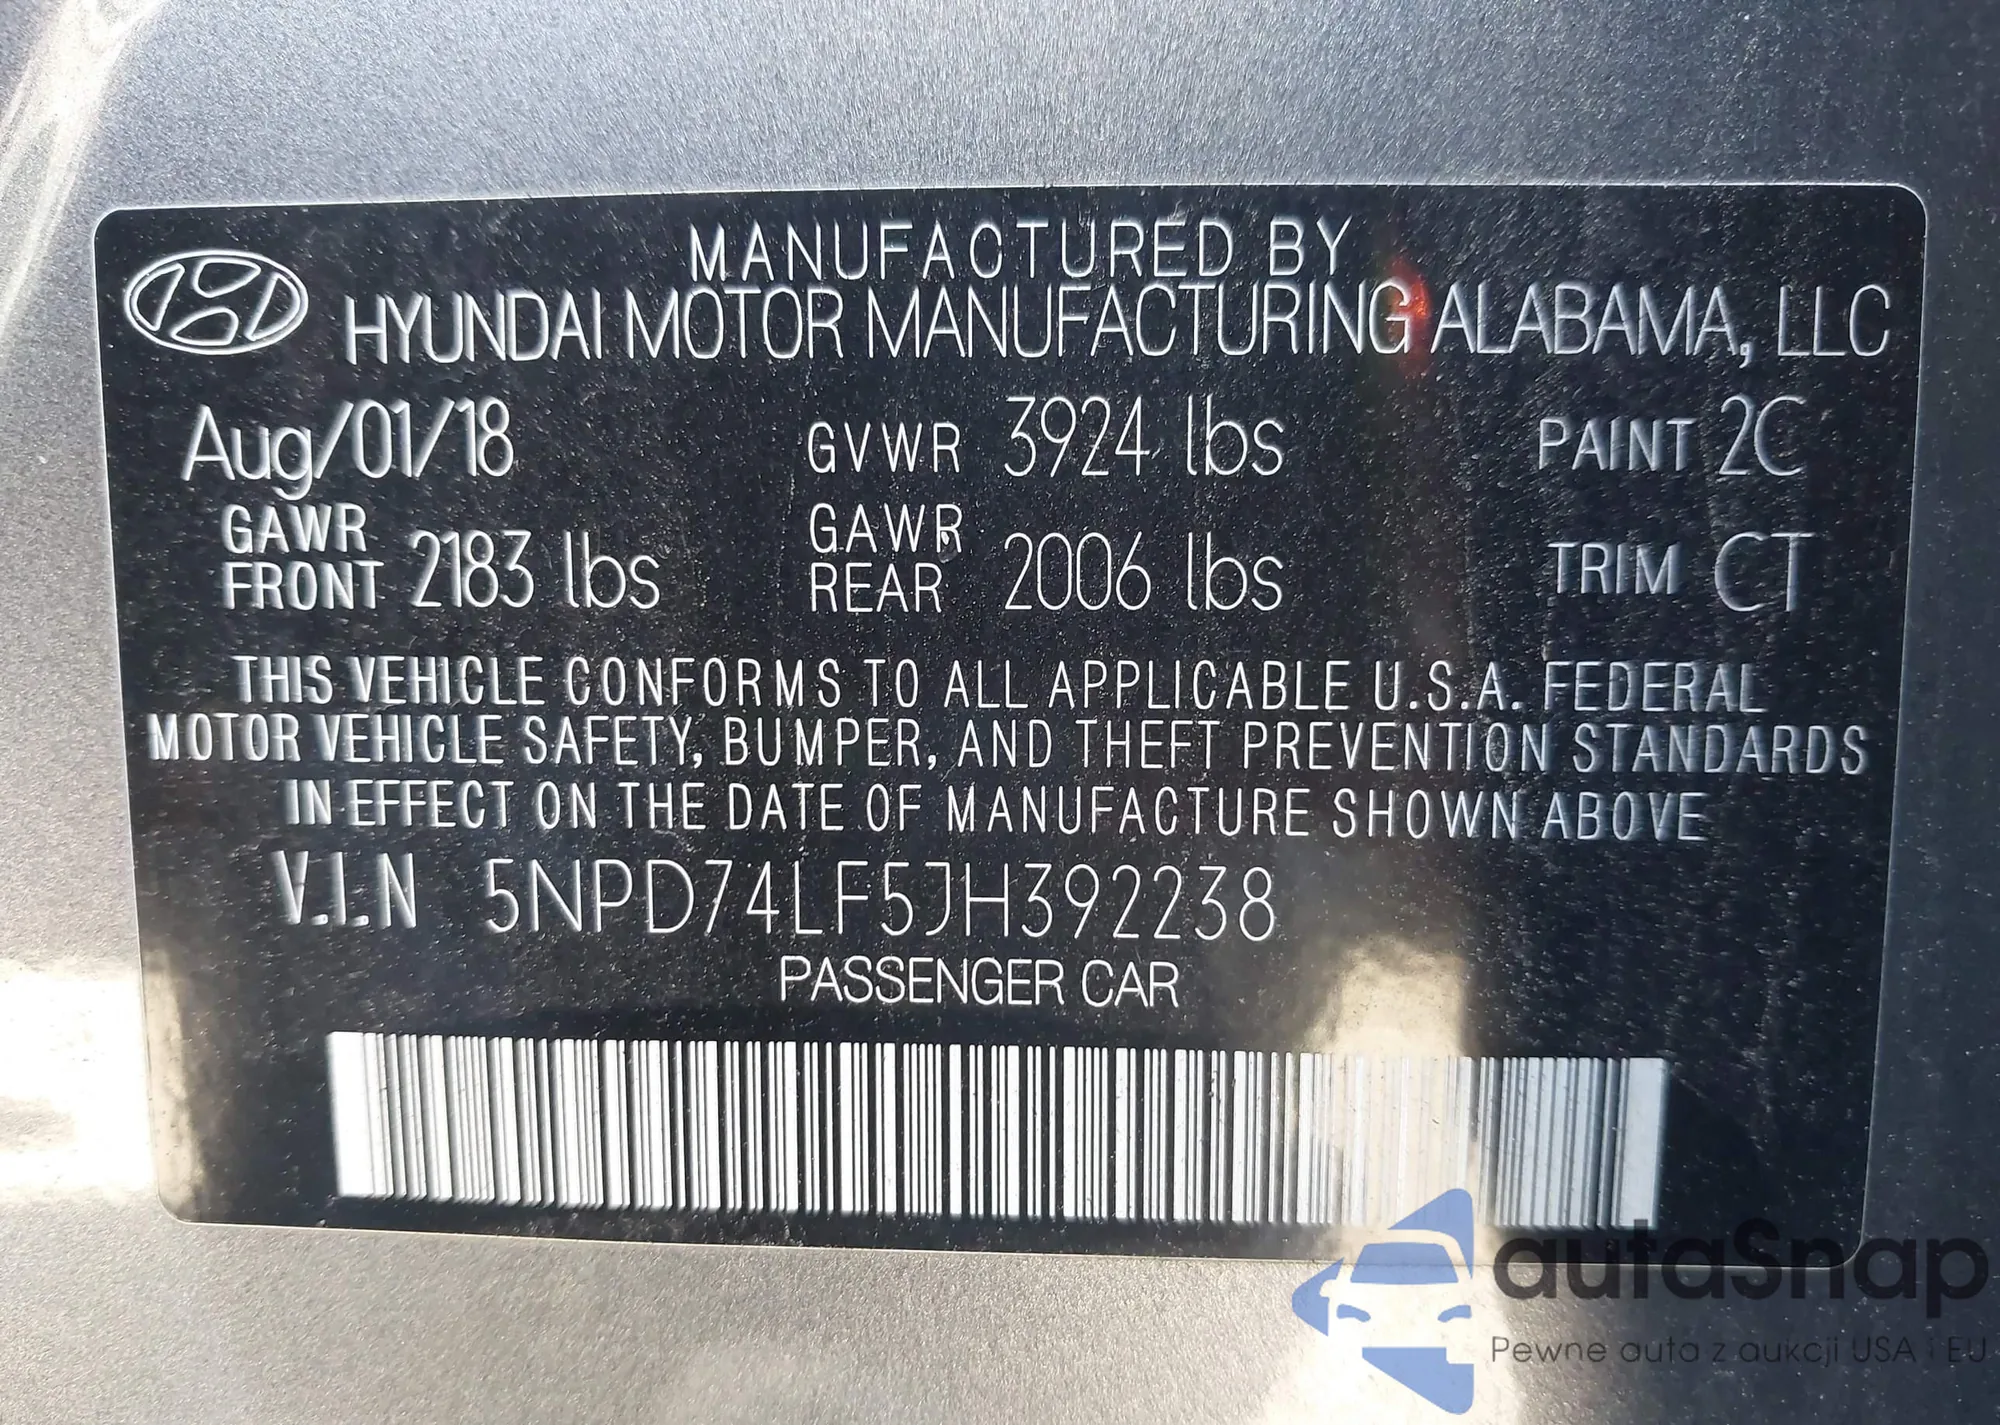 MANUFACTURED BY
HYUNDAI MOTOR MANUFACTURING ALABAMA, LLC
Aug/01/18 GVWR 3924 lbs PAINT 2C
GAWR FRONT 2183 lbs GAWR REAR 2006 lbs TRIM CT
THIS VEHICLE CONFORMS TO ALL APPLICABLE U.S.A. FEDERAL
MOTOR VEHICLE SAFETY, BUMPER, AND THEFT PREVENTION STANDARDS
IN EFFECT ON THE DATE OF MANUFACTURE SHOWN ABOVE
V.I.N 5NPD74LF5JH392238
PASSENGER CAR
autaSnap
Pewne auta z aukcji USA i EU